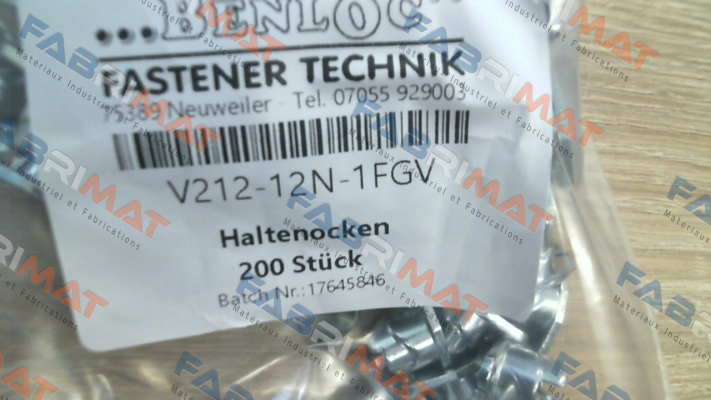 ...BENLOC
FASTENER TECHNIK
75389 Neuweiler Tel. 07055 929003
V212-12N-1FGV
Haltenocken
200 Stück
Batch Nr.: 17645846
FABRIMAT
Materiaux Industriel et Fabrications